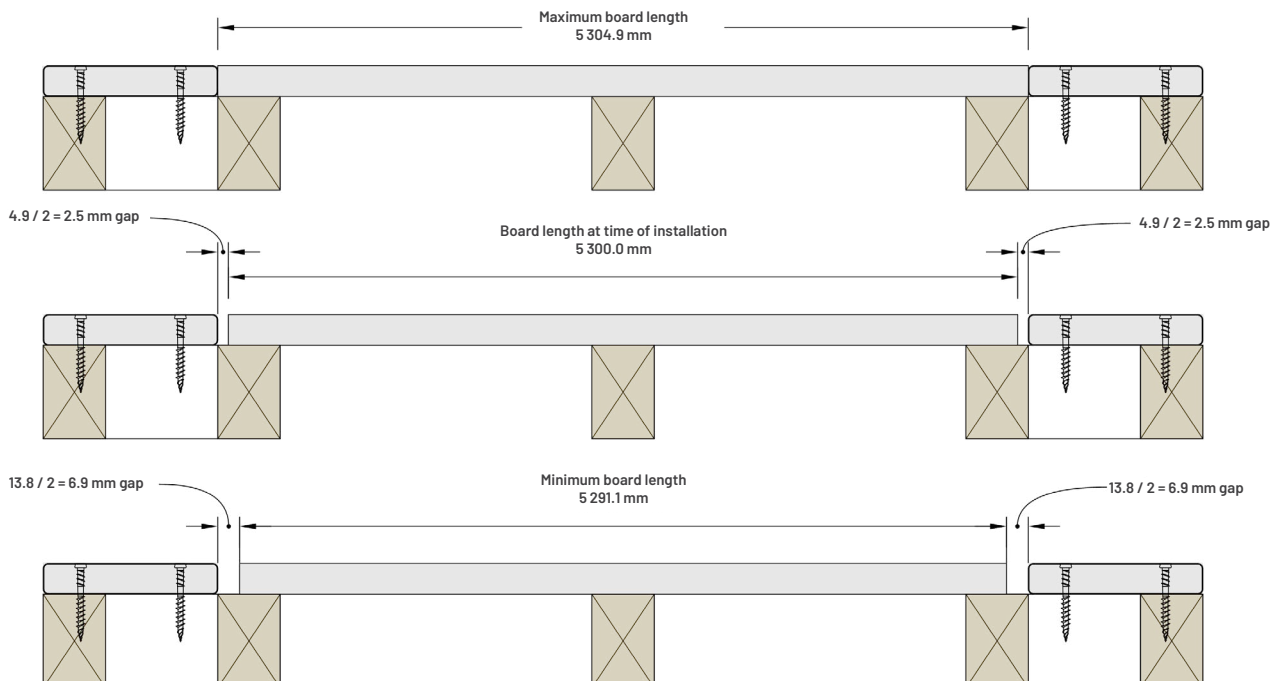 Maximum board length
5 304.9 mm
4.9 / 2 = 2.5 mm gap
Board length at time of installation
5 300.0 mm
4.9 / 2 = 2.5 mm gap
13.8 / 2 = 6.9 mm gap
Minimum board length
5 291.1 mm
13.8 / 2 = 6.9 mm gap